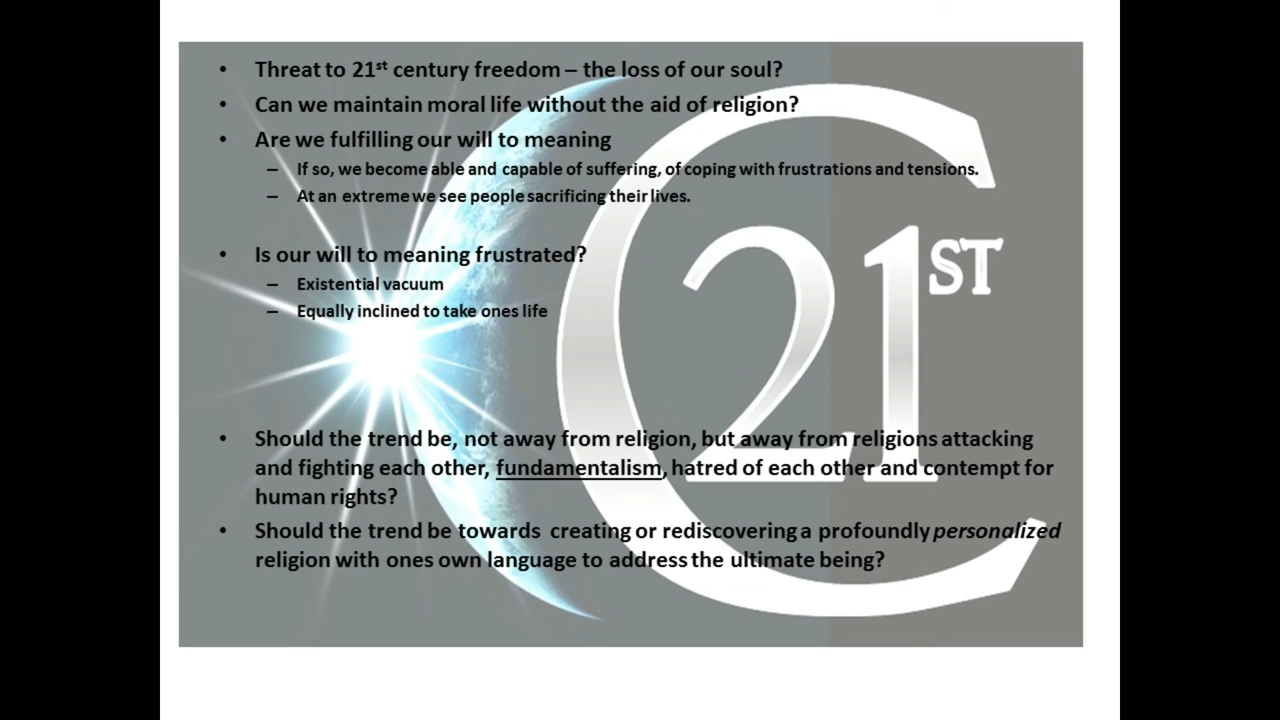 • Threat to 21st century freedom – the loss of our soul?
• Can we maintain moral life without the aid of religion?
• Are we fulfilling our will to meaning
– If so, we become able and capable of suffering, of coping with frustrations and tensions.
– At an extreme we see people sacrificing their lives.
• Is our will to meaning frustrated?
– Existential vacuum
– Equally inclined to take ones life
• Should the trend be, not away from religion, but away from religions attacking
and fighting each other, fundamentalism, hatred of each other and contempt for
human rights?
• Should the trend be towards creating or rediscovering a profoundly personalized
religion with ones own language to address the ultimate being?
C
21ST